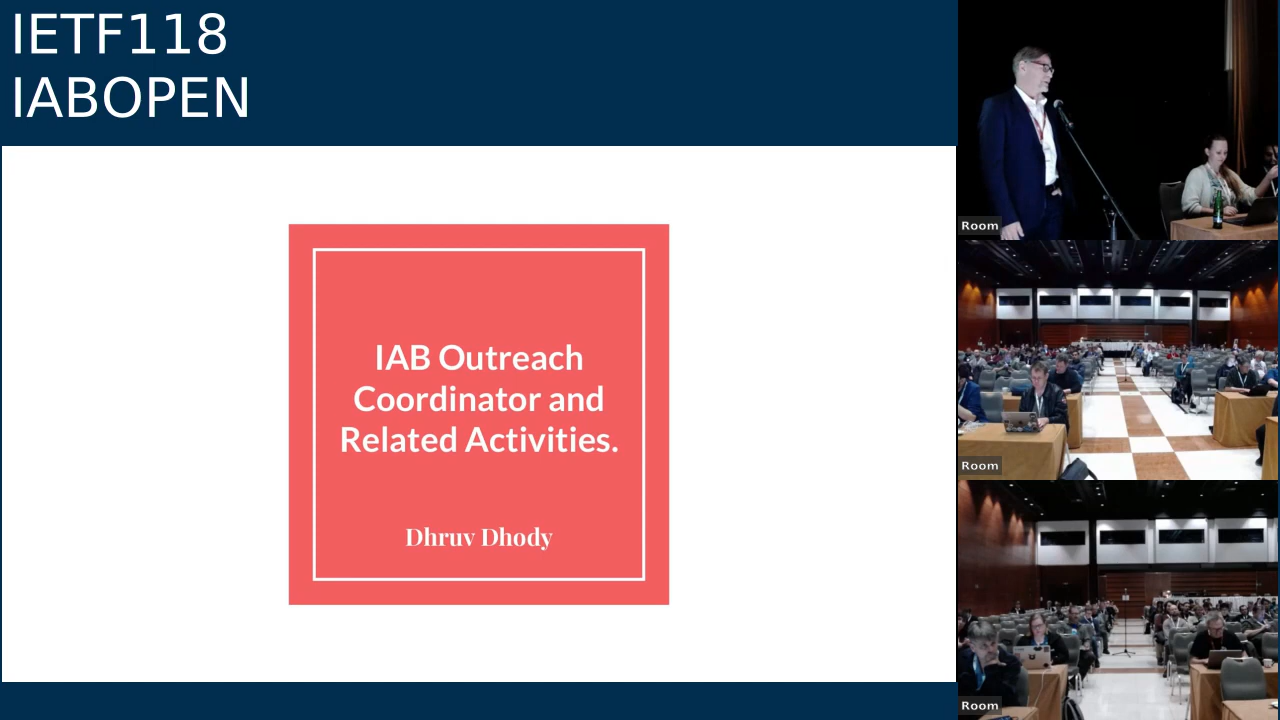 IETF118
IABOPEN
IAB Outreach
Coordinator and
Related Activities.
Dhruv Dhody
Room
Room
Room